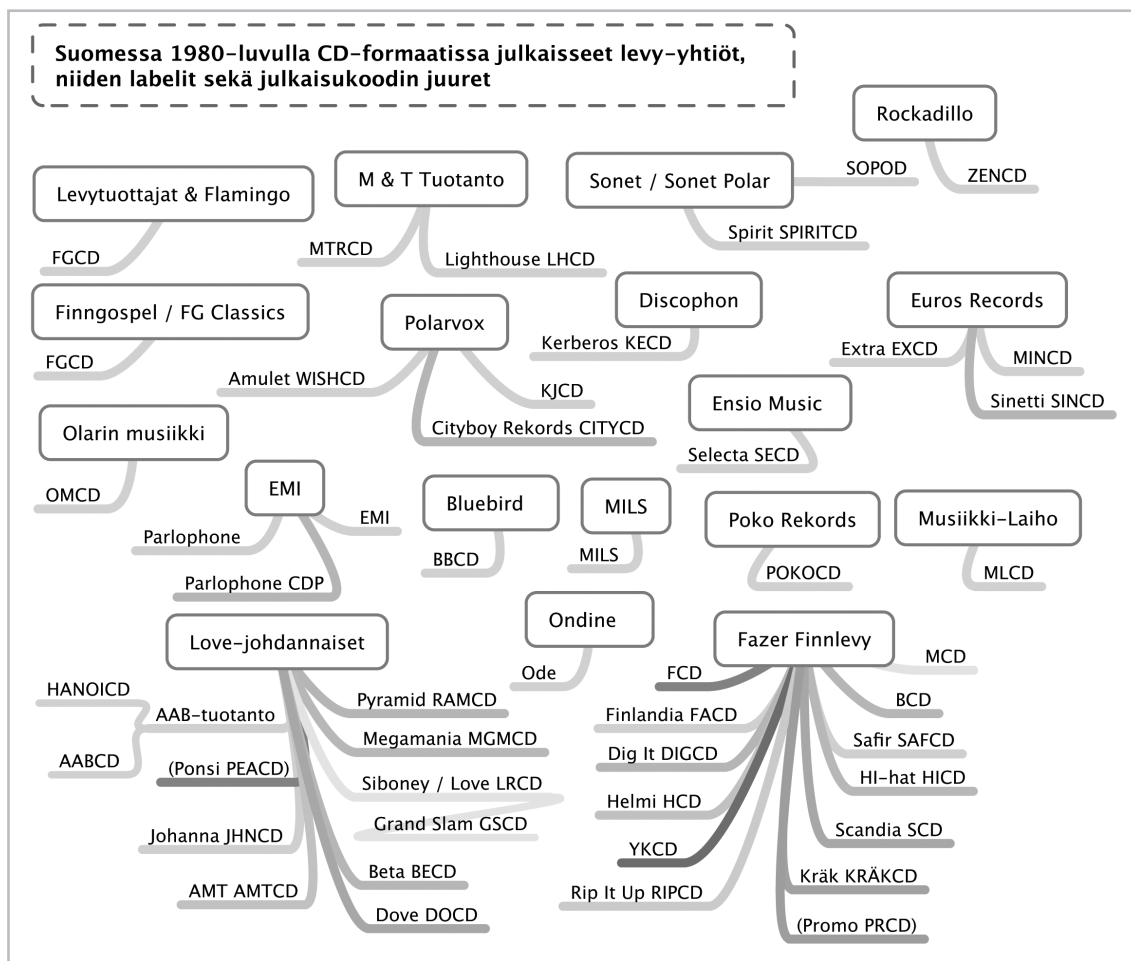 Suomessa 1980-luvulla CD-formaatissa julkaisseet levy-yhtiöt,
niiden labelit sekä julkaisukoodin juuret
Rockadillo
ZENCD
Sonet / Sonet Polar
SOPOD
Spirit SPIRITCD
M & T Tuotanto
MTRCD
Lighthouse LHCD
Levytuottajat & Flamingo
FGCD
Finngospel / FG Classics
FGCD
Polarvox
Amulet WISHCD
KJCD
Cityboy Rekords CITYCD
Discophon
Kerberos KECD
Euros Records
Extra EXCD
MINCD
Sinetti SINCD
Ensio Music
Selecta SECD
Olarin musiikki
OMCD
EMI
Parlophone
EMI
Parlophone CDP
Bluebird
BBCD
MILS
MILS
Poko Rekords
POKOCD
Musiikki-Laiho
MLCD
Love-johdannaiset
HANOICD
AAB-tuotanto
AABCD
(Ponsi PEACD)
Johanna JHNCD
AMT AMTCD
Pyramid RAMCD
Megamania MGMCD
Siboney / Love LRCD
Grand Slam GSCD
Beta BECD
Dove DOCD
Ondine
Ode
Fazer Finnlevy
FCD
Finlandia FACD
Dig It DIGCD
Helmi HCD
YKCD
Rip It Up RIPCD
MCD
BCD
Safir SAFCD
HI-hat HICD
Scandia SCD
Kräk KRÄKCD
(Promo PRCD)